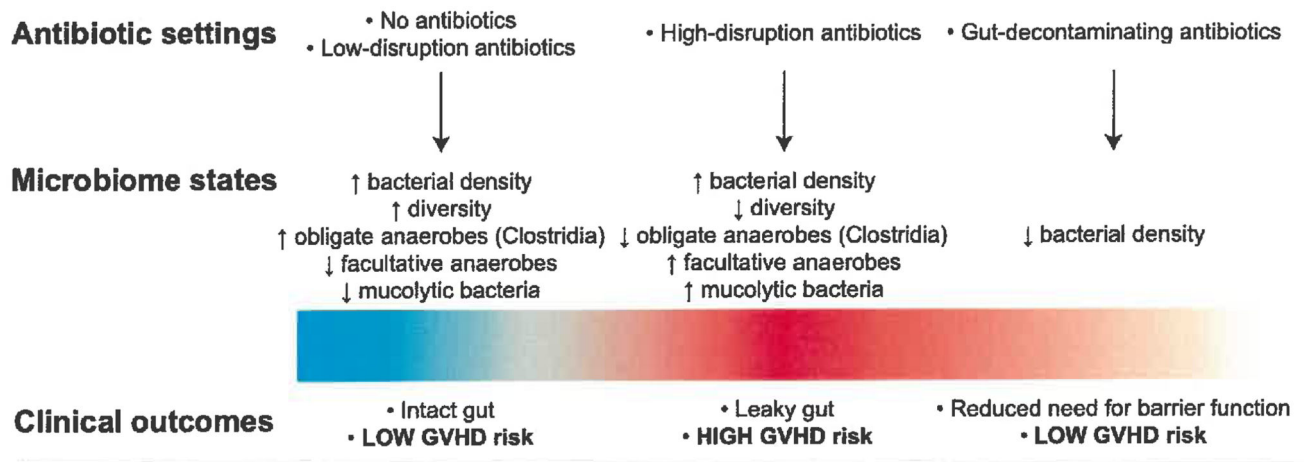 Antibiotic settings
• No antibiotics
• Low-disruption antibiotics
• High-disruption antibiotics
• Gut-decontaminating antibiotics
Microbiome states
↑ bacterial density
↑ diversity
↑ obligate anaerobes (Clostridia)
↓ facultative anaerobes
↓ mucolytic bacteria
↑ bacterial density
↓ diversity
↓ obligate anaerobes (Clostridia)
↑ facultative anaerobes
↑ mucolytic bacteria
↓ bacterial density
Clinical outcomes
• Intact gut
• LOW GVHD risk
• Leaky gut
• HIGH GVHD risk
• Reduced need for barrier function
• LOW GVHD risk